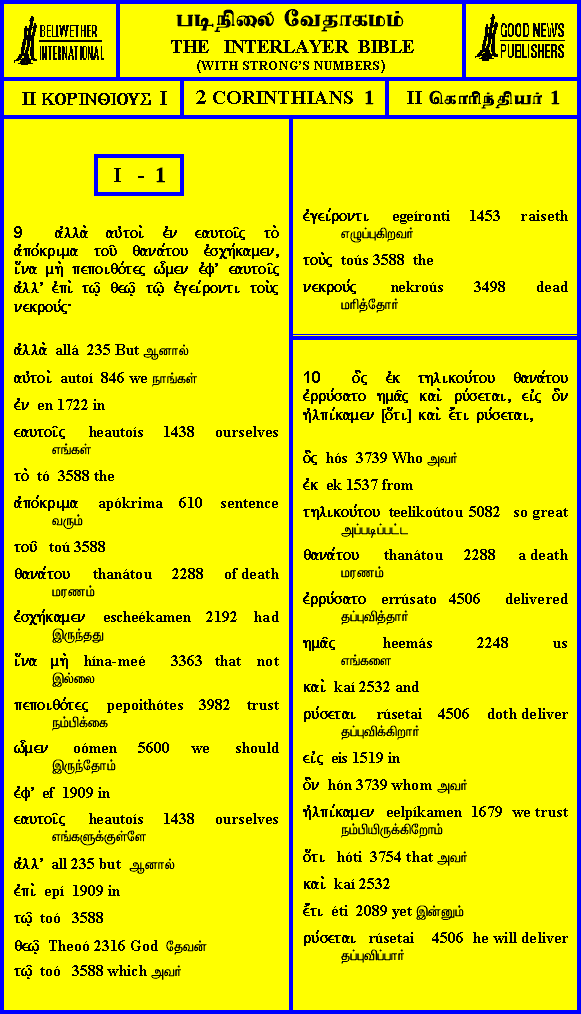 BELLWETHER
INTERNATIONAL
படிநிலை வேதாகமம்
THE INTERLAYER BIBLE
(WITH STRONG'S NUMBERS)
GOOD NEWS
PUBLISHERS
II ΚΟΡΙΝΘΙΟΥΣ I
2 CORINTHIANS 1
II கொரிந்தியர் 1
I - 1
9 ἀλλὰ αὐτοὶ ἐν εαυτοῖς τὸ
ἀπόκριμα τοῦ θανάτου ἐσχήκαμεν,
ἵνα μὴ πεποιθότες ὦμεν ἐφ' εαυτοῖς
ἀλλ' ἐπὶ τῷ θεῷ τῷ ἐγείροντι τοὺς
νεκρούς·
ἀλλὰ allá 235 But ஆனால்
αὐτοὶ autoí 846 we நாங்கள்
ἐν en 1722 in
εαυτοῖς heautoís 1438 ourselves
எங்கள்
τὸ tó 3588 the
ἀπόκριμα apókrima 610 sentence
வரும்
τοῦ toú 3588
θανάτου thanátou 2288 of death
மரணம்
ἐσχήκαμεν escheékamen 2192 had
இருந்தது
ἵνα μὴ hína-meé 3363 that not
இல்லை
πεποιθότες pepoithótes 3982 trust
நம்பிக்கை
ὦμεν oómen 5600 we should
இருந்தோம்
ἐφ' ef 1909 in
εαυτοῖς heautoís 1438 ourselves
எங்களுக்குள்ளே
ἀλλ' all 235 but ஆனால்
ἐπὶ epí 1909 in
τῷ toó 3588
θεῷ Theoó 2316 God தேவன்
τῷ toó 3588 which அவர்
ἐγείροντι egeíronti 1453 raiseth
எழுப்புகிறவர்
τοὺς toús 3588 the
νεκρούς nekroús 3498 dead
மரித்தோர்
10 ὃς ἐκ τηλικούτου θανάτου
ἐρρύσατο ημᾶς καὶ ρύσεται, εἰς ὃν
ἠλπίκαμεν [ὅτι] καὶ ἔτι ρύσεται,
ὃς hós 3739 Who அவர்
ἐκ ek 1537 from
τηλικούτου teelikoútou 5082 so great
அப்படிப்பட்ட
θανάτου thanátou 2288 a death
மரணம்
ἐρρύσατο errúsato 4506 delivered
தப்புவித்தார்
ημᾶς heemás 2248 us
எங்களை
καὶ kaí 2532 and
ρύσεται rúsetai 4506 doth deliver
தப்புவிக்கிறார்
εἰς eis 1519 in
ὃν hón 3739 whom அவர்
ἠλπίκαμεν eelpíkamen 1679 we trust
நம்பியிருக்கிறோம்
ὅτι hóti 3754 that அவர்
καὶ kaí 2532
ἔτι éti 2089 yet இன்னும்
ρύσεται rúsetai 4506 he will deliver
தப்புவிப்பார்